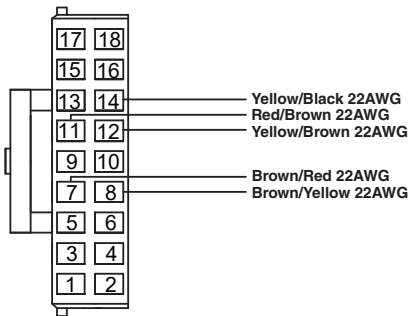 17 18
15 16
13 14
Yellow/Black 22AWG
Red/Brown 22AWG
11 12
Yellow/Brown 22AWG
9 10
Brown/Red 22AWG
7 8
Brown/Yellow 22AWG
5 6
3 4
1 2